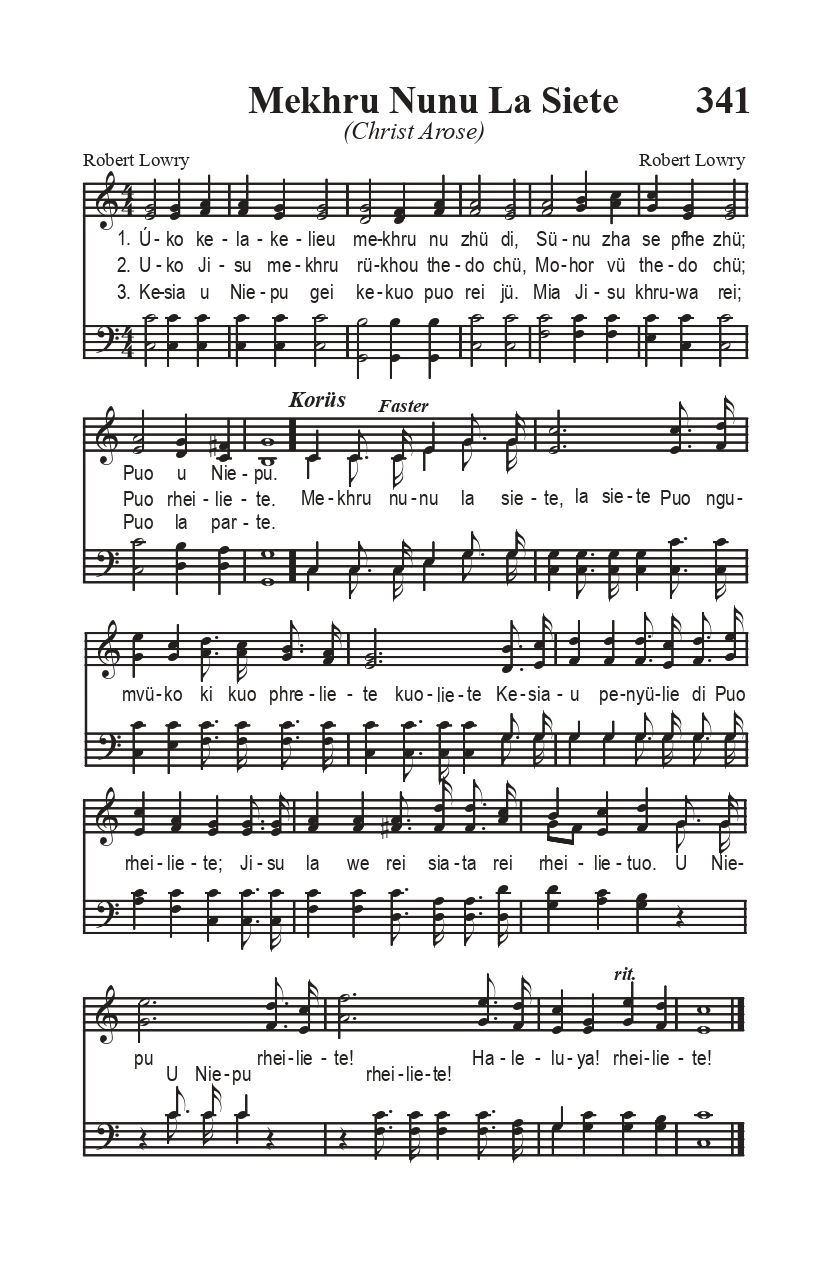 Mekhru Nunu La Siete 341
(Christ Arose)
Robert Lowry Robert Lowry
1. Ú-ko ke-la-ke-lieu me-khru nu zhü di, Sü-nu zha se pfhe zhü;
2. U-ko Ji-su me-khru rü-khou the-do chü, Mo-hor vü the-do chü;
3. Ke-sia u Nie-pu gei ke-kuo puo rei jü. Mia Ji-su khru-wa rei;
Korüs Faster
Puo u Nie-pu.
Puo rhei-lie-te. Me-khru nu-nu la sie-te, la sie-te Puo ngu-
Puo la par-te.
mvü-ko ki kuo phre-lie-te kuo-lie-te Ke-sia-u pe-nyü-lie di Puo
rhei-lie-te; Ji-su la we rei sia-ta rei rhei-lie-tuo. U Nie-
rit.
pu rhei-lie-te! Ha-le-lu-ya! rhei-lie-te!
U Nie-pu rhei-lie-te!